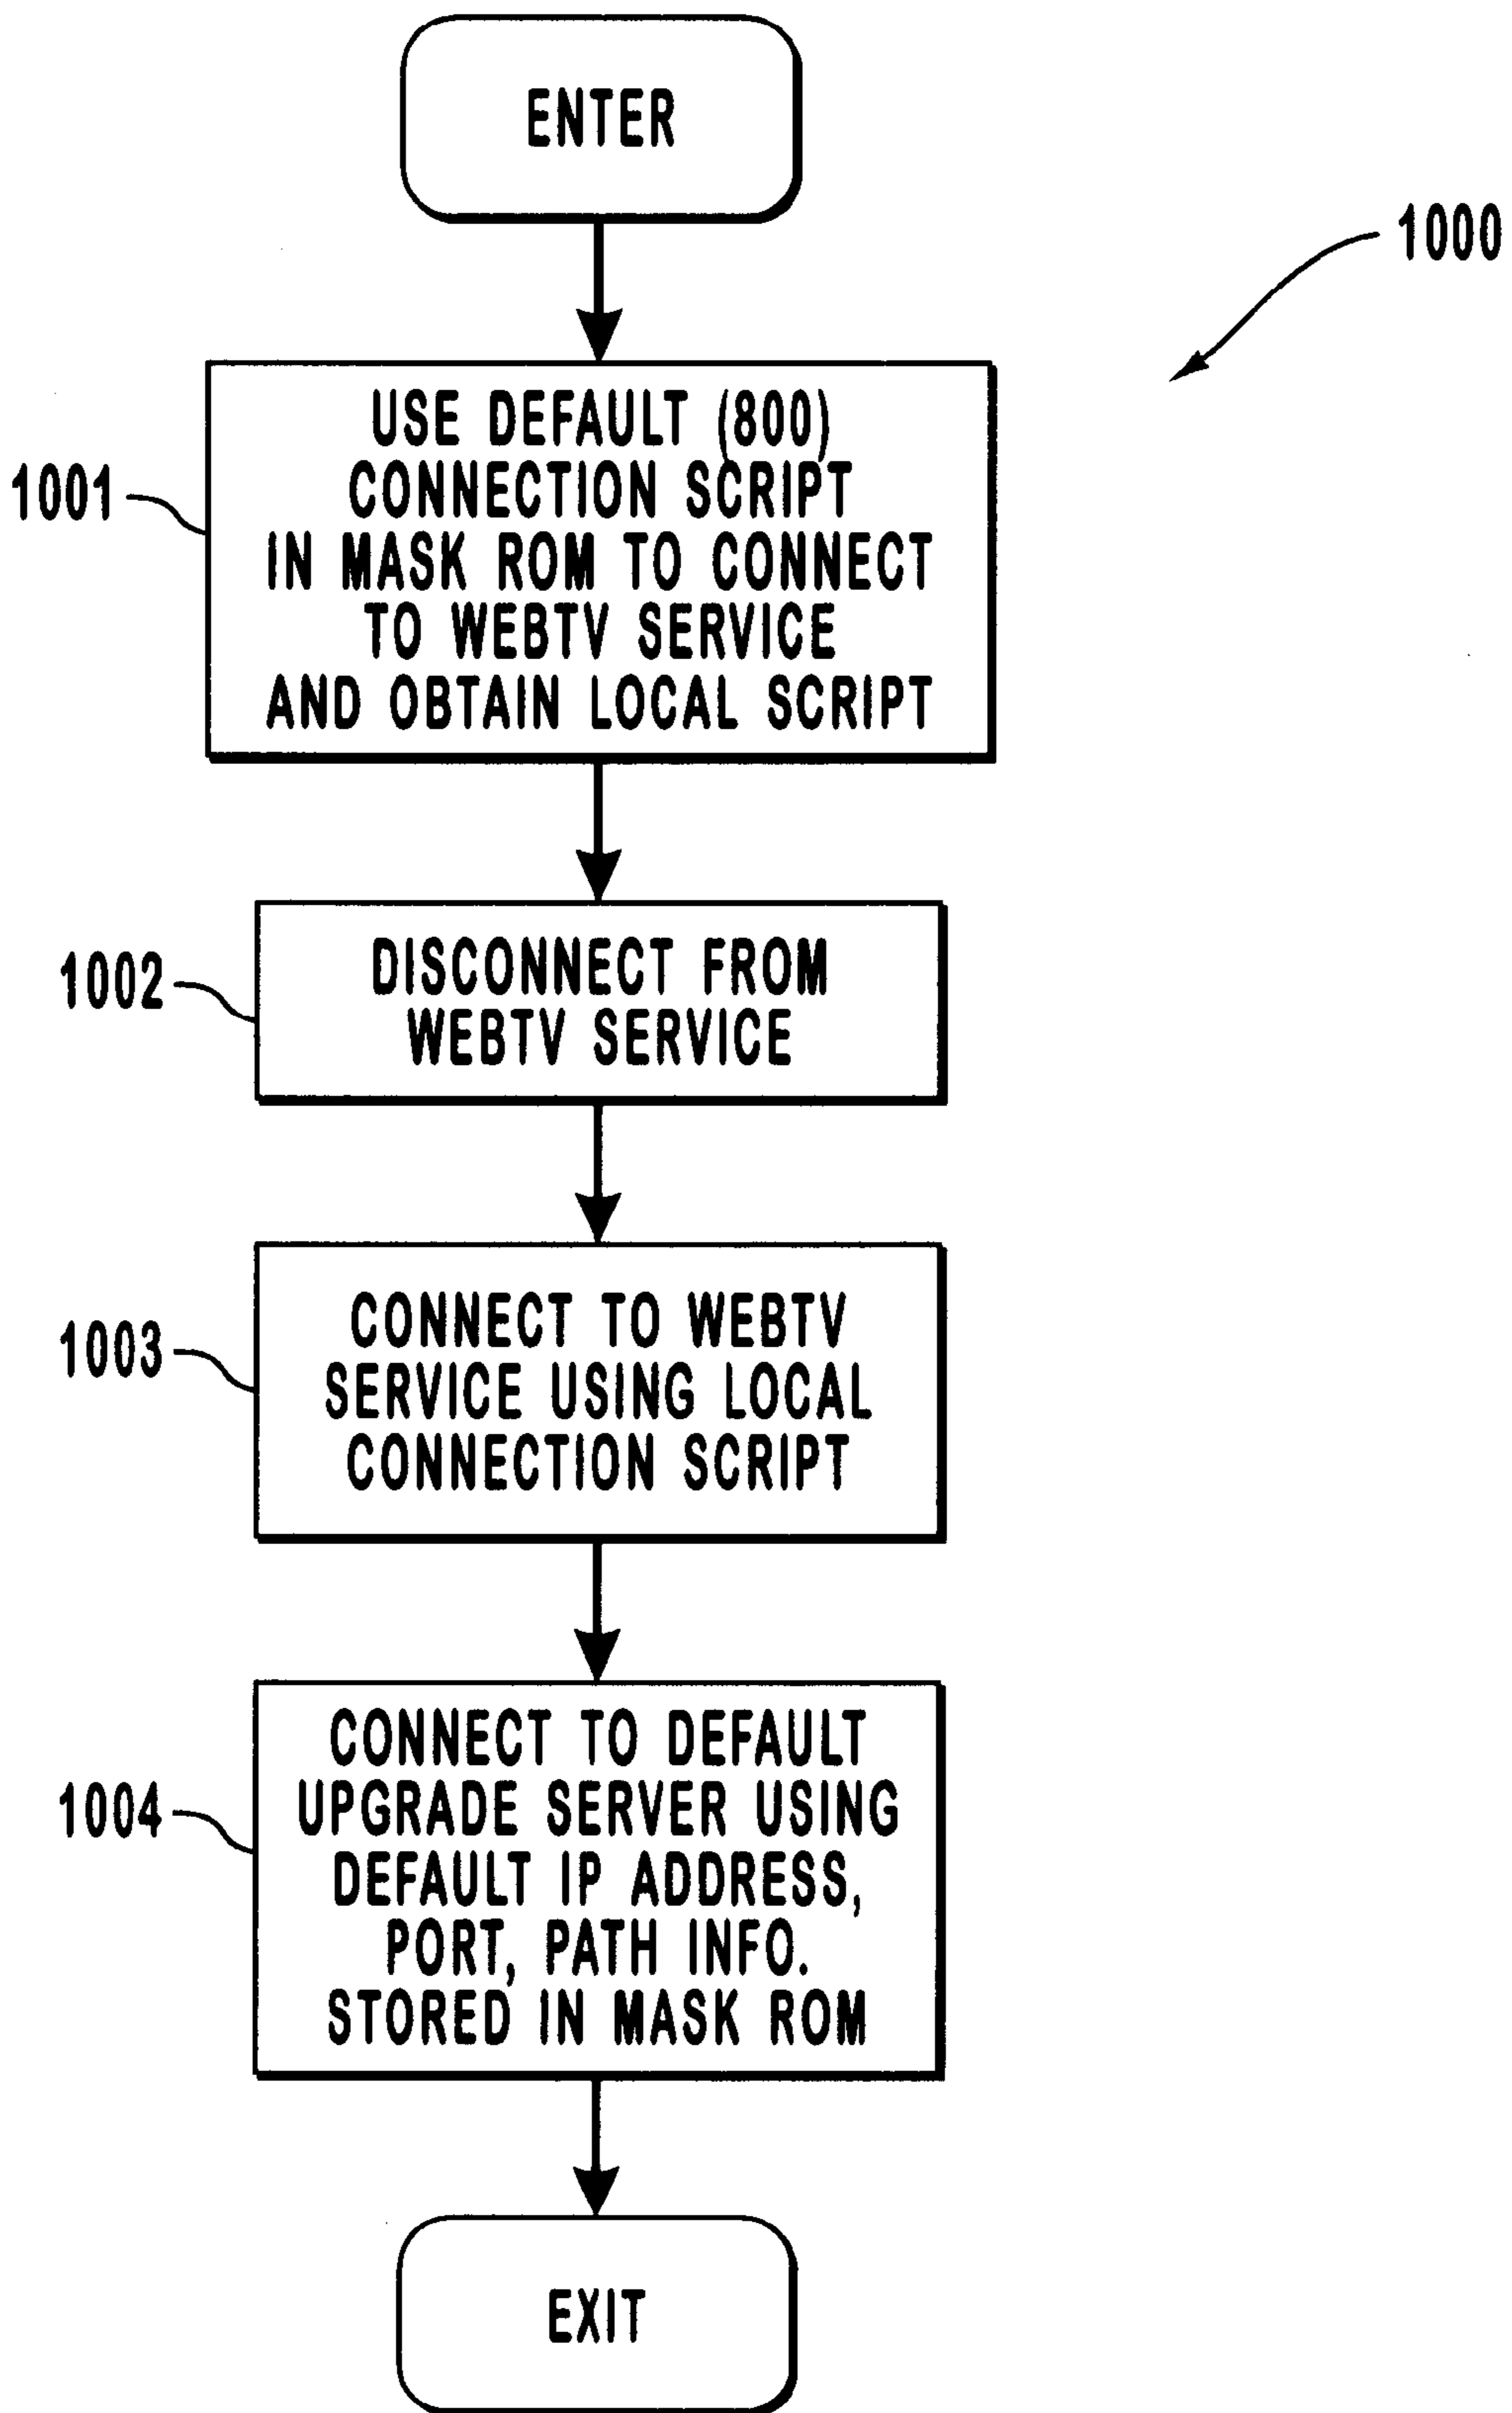 ENTER
1000
USE DEFAULT (800)
CONNECTION SCRIPT
IN MASK ROM TO CONNECT
TO WEBTV SERVICE
AND OBTAIN LOCAL SCRIPT
1001
DISCONNECT FROM
WEBTV SERVICE
1002
CONNECT TO WEBTV
SERVICE USING LOCAL
CONNECTION SCRIPT
1003
CONNECT TO DEFAULT
UPGRADE SERVER USING
DEFAULT IP ADDRESS,
PORT, PATH INFO.
STORED IN MASK ROM
1004
EXIT